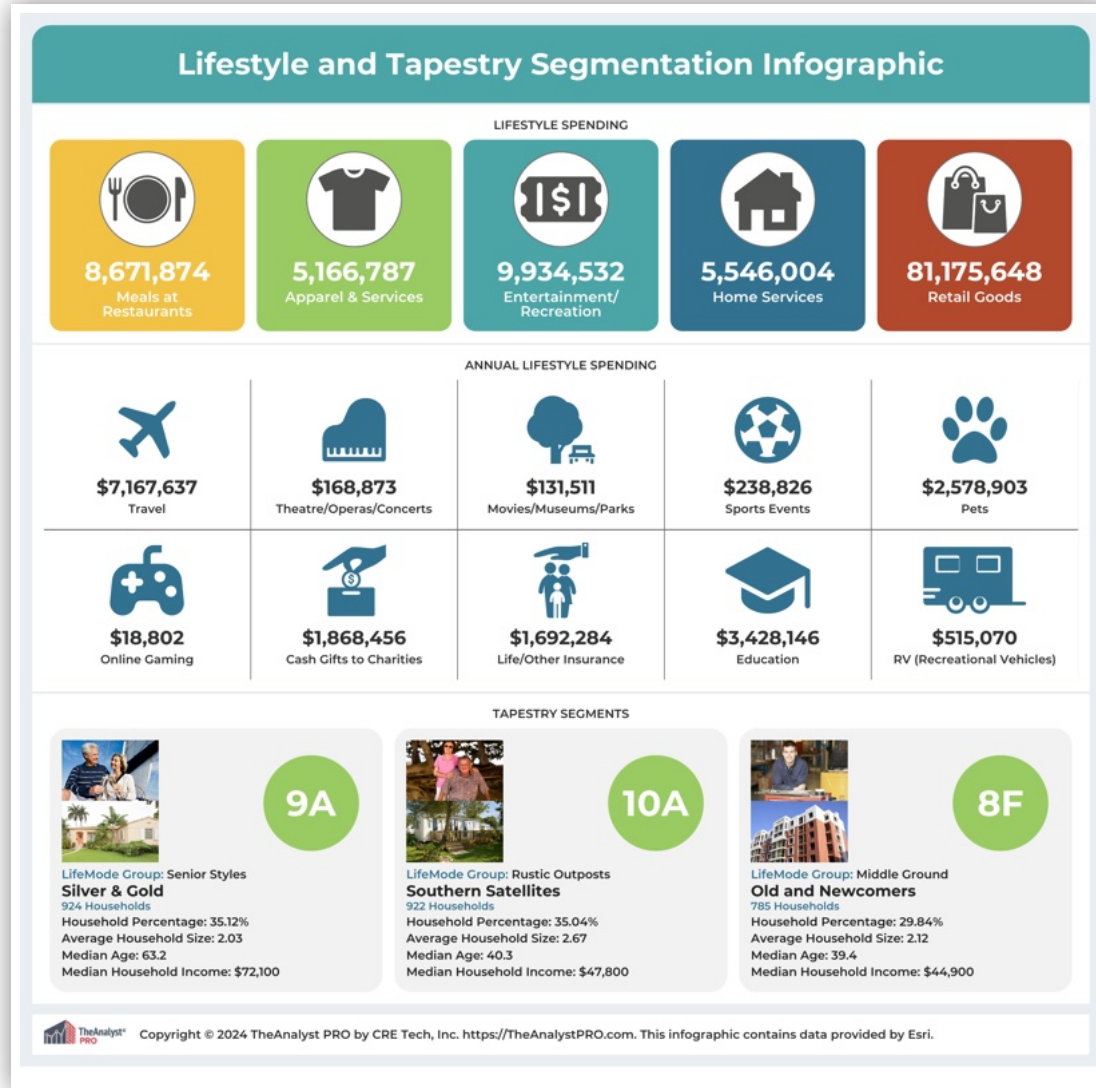 Lifestyle and Tapestry Segmentation Infographic
LIFESTYLE SPENDING
8,671,874
Meals at
Restaurants
5,166,787
Apparel & Services
9,934,532
Entertainment/
Recreation
5,546,004
Home Services
81,175,648
Retail Goods
ANNUAL LIFESTYLE SPENDING
$7,167,637
Travel
$168,873
Theatre/Operas/Concerts
$131,511
Movies/Museums/Parks
$238,826
Sports Events
$2,578,903
Pets
$18,802
Online Gaming
$1,868,456
Cash Gifts to Charities
$1,692,284
Life/Other Insurance
$3,428,146
Education
$515,070
RV (Recreational Vehicles)
TAPESTRY SEGMENTS
9A
LifeMode Group: Senior Styles
Silver & Gold
924 Households
Household Percentage: 35.12%
Average Household Size: 2.03
Median Age: 63.2
Median Household Income: $72,100
10A
LifeMode Group: Rustic Outposts
Southern Satellites
922 Households
Household Percentage: 35.04%
Average Household Size: 2.67
Median Age: 40.3
Median Household Income: $47,800
8F
LifeMode Group: Middle Ground
Old and Newcomers
785 Households
Household Percentage: 29.84%
Average Household Size: 2.12
Median Age: 39.4
Median Household Income: $44,900
TheAnalyst®
PRO
Copyright © 2024 TheAnalyst PRO by CRE Tech, Inc. https://TheAnalystPRO.com. This infographic contains data provided by Esri.